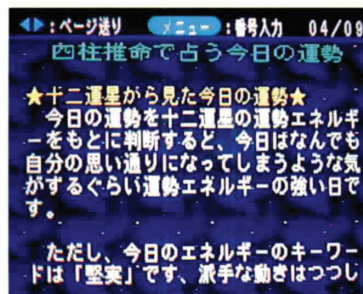 ◀▶:ページ送り メニュー:番号入力 04/09
四柱推命で占う今日の運勢
★十二運星から見た今日の運勢★
今日の運勢を十二運星の運勢エネルギ
ーをもとに判断すると、今日はなんでも
自分の思い通りになってしまうような気
がするぐらい運勢エネルギーの強い日で
す。
ただし、今日のエネルギーのキーワー
ドは「堅実」です、派手な動きはつつし